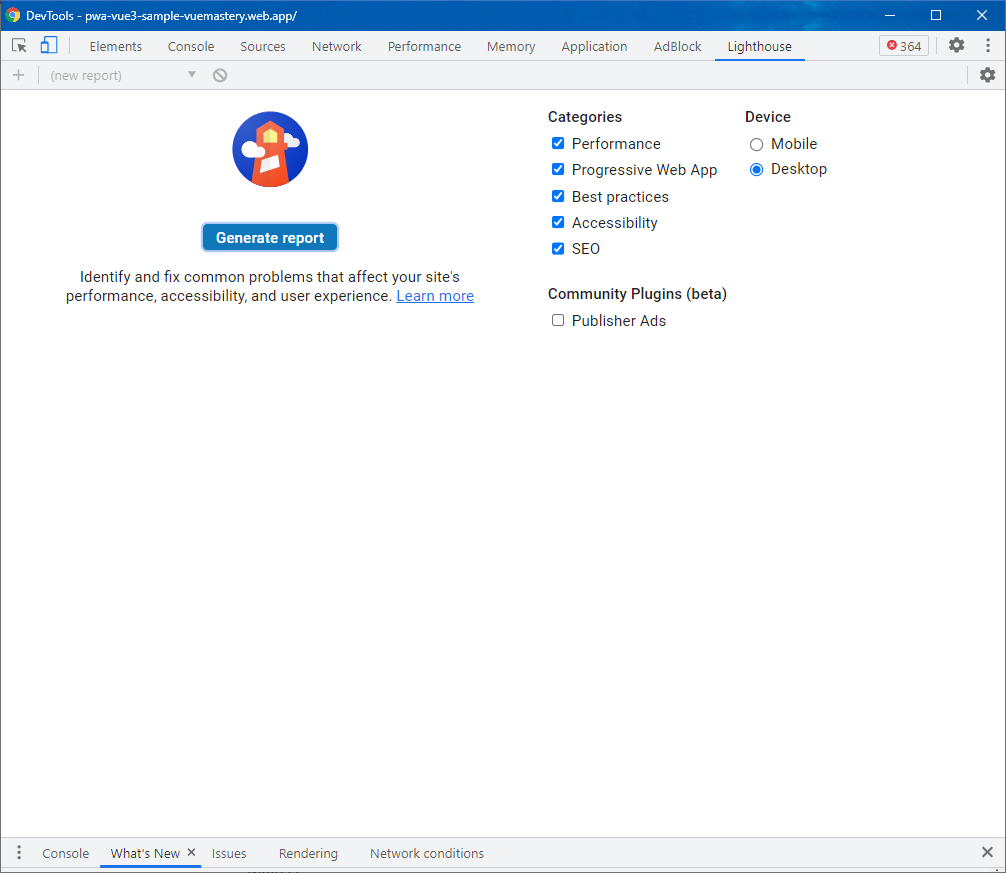 DevTools - pwa-vue3-sample-vuemastery.web.app/
Elements Console Sources Network Performance Memory Application AdBlock Lighthouse 364
(new report)
Categories
Performance
Progressive Web App
Best practices
Accessibility
SEO
Device
Mobile
Desktop
Generate report
Identify and fix common problems that affect your site's
performance, accessibility, and user experience. Learn more
Community Plugins (beta)
Publisher Ads
Console What's New Issues Rendering Network conditions